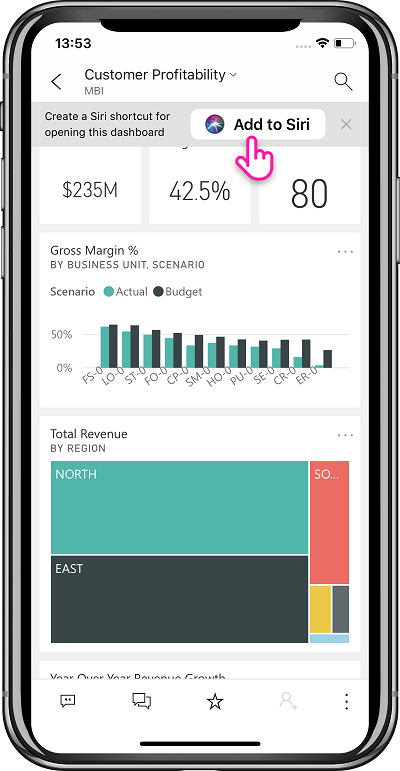 13:53
Customer Profitability
MBI
Create a Siri shortcut for
opening this dashboard
Add to Siri
$235M
42.5%
80
Gross Margin %
BY BUSINESS UNIT, SCENARIO
Scenario Actual Budget
50%
0%
FS-0 LO-0 ST-0 FO-0 CP-0 SM-0 HO-0 PU-0 SE-0 CR-0 ER-0
Total Revenue
BY REGION
NORTH
SO...
EAST
Year Over Year Revenue Growth